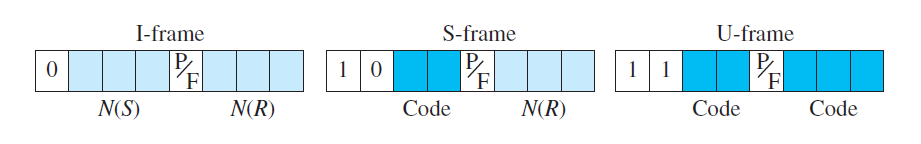 I-frame S-frame U-frame
0 P/F 1 0 P/F 1 1 P/F
N(S) N(R) Code N(R) Code Code